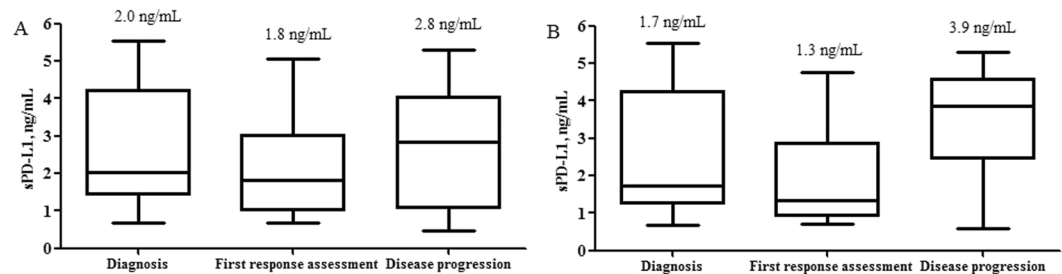 A
2.0 ng/mL
1.8 ng/mL
2.8 ng/mL
sPD-L1, ng/mL
6
5
4
3
2
1
0
Diagnosis
First response assessment
Disease progression
B
1.7 ng/mL
1.3 ng/mL
3.9 ng/mL
sPD-L1, ng/mL
6
5
4
3
2
1
0
Diagnosis
First response assessment
Disease progression